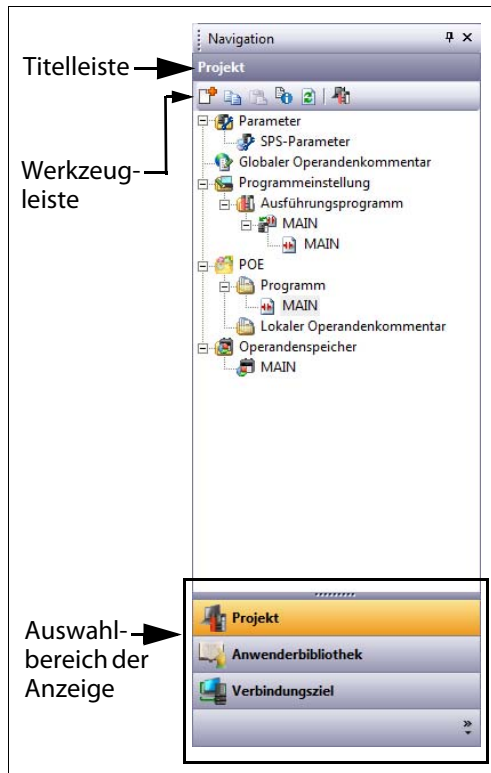 Navigation
Titelleiste
Projekt
Werkzeug-
leiste
Parameter
SPS-Parameter
Globaler Operandenkommentar
Programmeinstellung
Ausführungsprogramm
MAIN
MAIN
POE
Programm
MAIN
Lokaler Operandenkommentar
Operandenspeicher
MAIN
Auswahl-
bereich der
Anzeige
Projekt
Anwenderbibliothek
Verbindungsziel